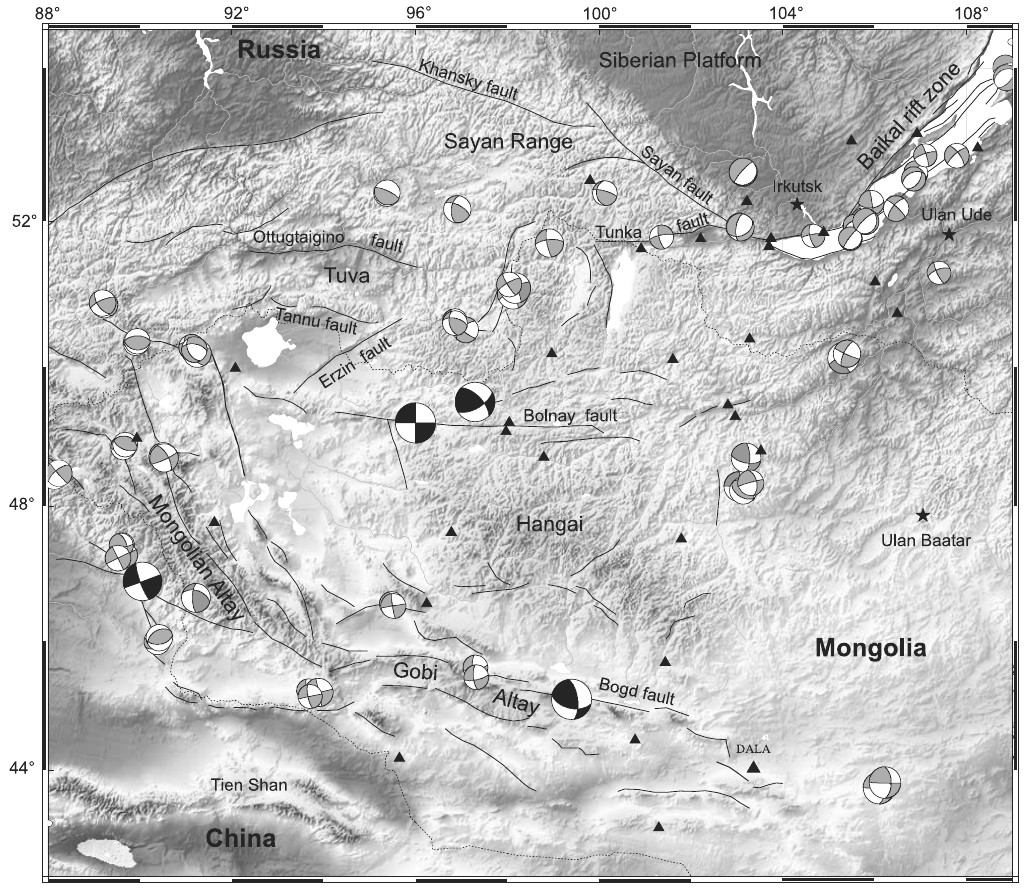 88° 92° 96° 100° 104° 108°
Russia
Siberian Platform
Khansky fault
Baikal rift zone
Sayan Range
Sayan fault
Irkutsk
52°
Ulan Ude
Tunka fault
Ottugtaigino fault
Tuva
Tannu fault
Erzin fault
Bolnay fault
48°
Mongolian Altay
Hangai
Ulan Baatar
Mongolia
Gobi
Altay
Bogd fault
DALA
44°
Tien Shan
China